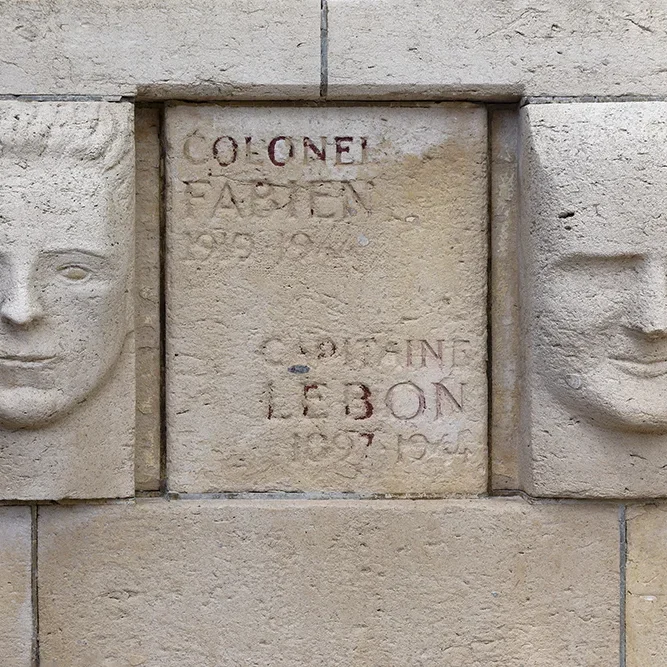 COLONEL
FABIEN
1919-1944
CAPITAINE
LEBON
1897-1944